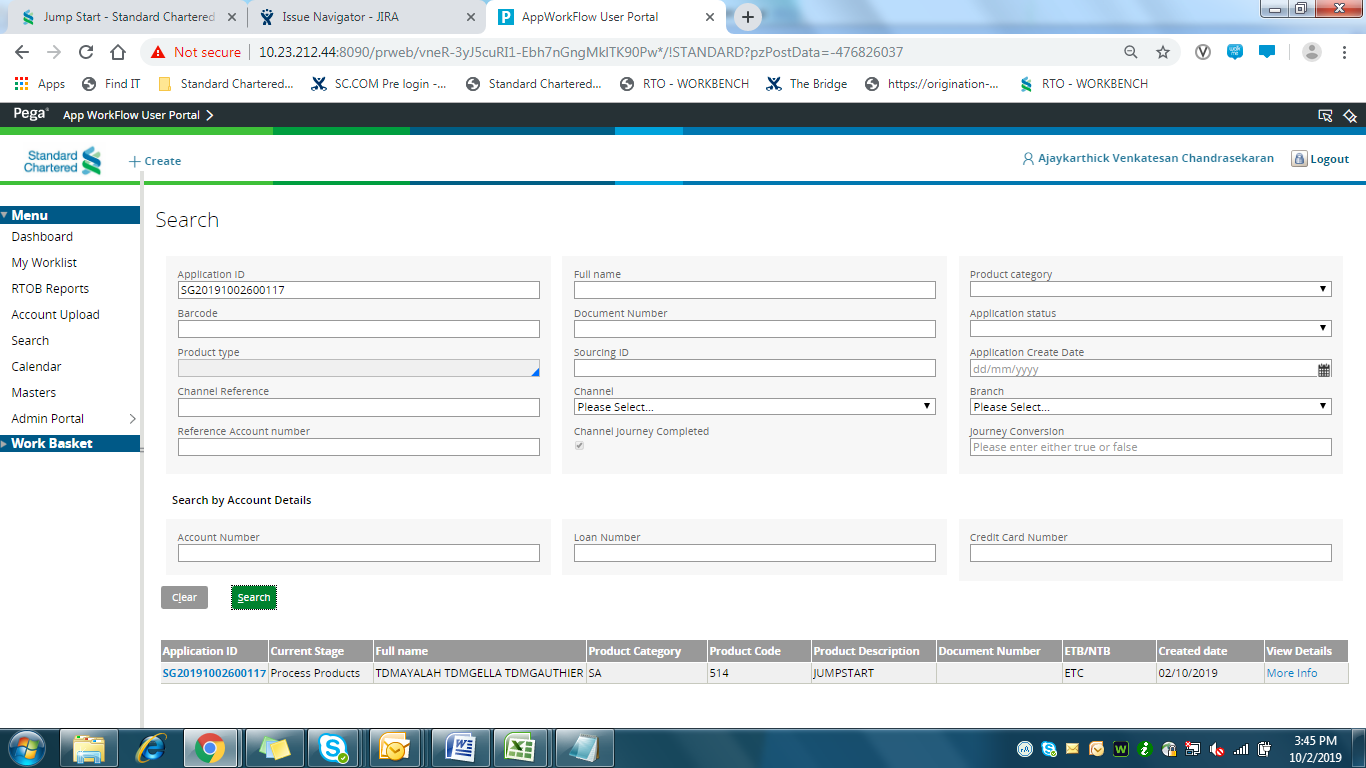 Jump Start - Standard Chartered
Issue Navigator - JIRA
AppWorkFlow User Portal
Not secure 10.23.212.44:8090/prweb/vneR-3yJ5cuRI1-Ebh7nGngMkITK90Pw*/!STANDARD?pzPostData=-476826037
Apps Find IT Standard Chartered... SC.COM Pre login -... Standard Chartered... RTO - WORKBENCH The Bridge https://origination-... RTO - WORKBENCH
Pega App WorkFlow User Portal
Standard Chartered
Create
Ajaykarthick Venkatesan Chandrasekaran
Logout
Menu
Dashboard
My Worklist
RTOB Reports
Account Upload
Search
Calendar
Masters
Admin Portal
Work Basket
Search
Application ID Full name Product category
SG20191002600117
Barcode Document Number Application status
Product type Sourcing ID Application Create Date
dd/mm/yyyy
Channel Reference Channel Branch
Please Select... Please Select...
Reference Account number Channel Journey Completed Journey Conversion
Please enter either true or false
Search by Account Details
Account Number Loan Number Credit Card Number
Clear Search
Application ID Current Stage Full name Product Category Product Code Product Description Document Number ETB/NTB Created date View Details
SG20191002600117 Process Products TDMAYALAH TDMGELLA TDMGAUTHIER SA 514 JUMPSTART ETC 02/10/2019 More Info
3:45 PM
10/2/2019